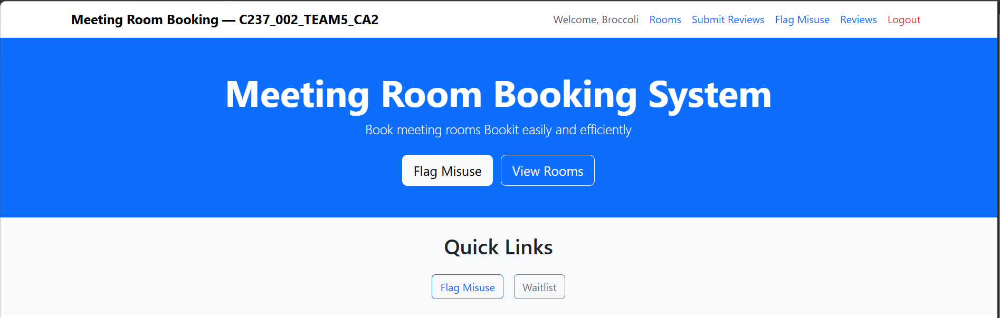 Meeting Room Booking — C237_002_TEAM5_CA2
Welcome, Broccoli Rooms Submit Reviews Flag Misuse Reviews Logout
Meeting Room Booking System
Book meeting rooms Bookit easily and efficiently
Flag Misuse View Rooms
Quick Links
Flag Misuse Waitlist